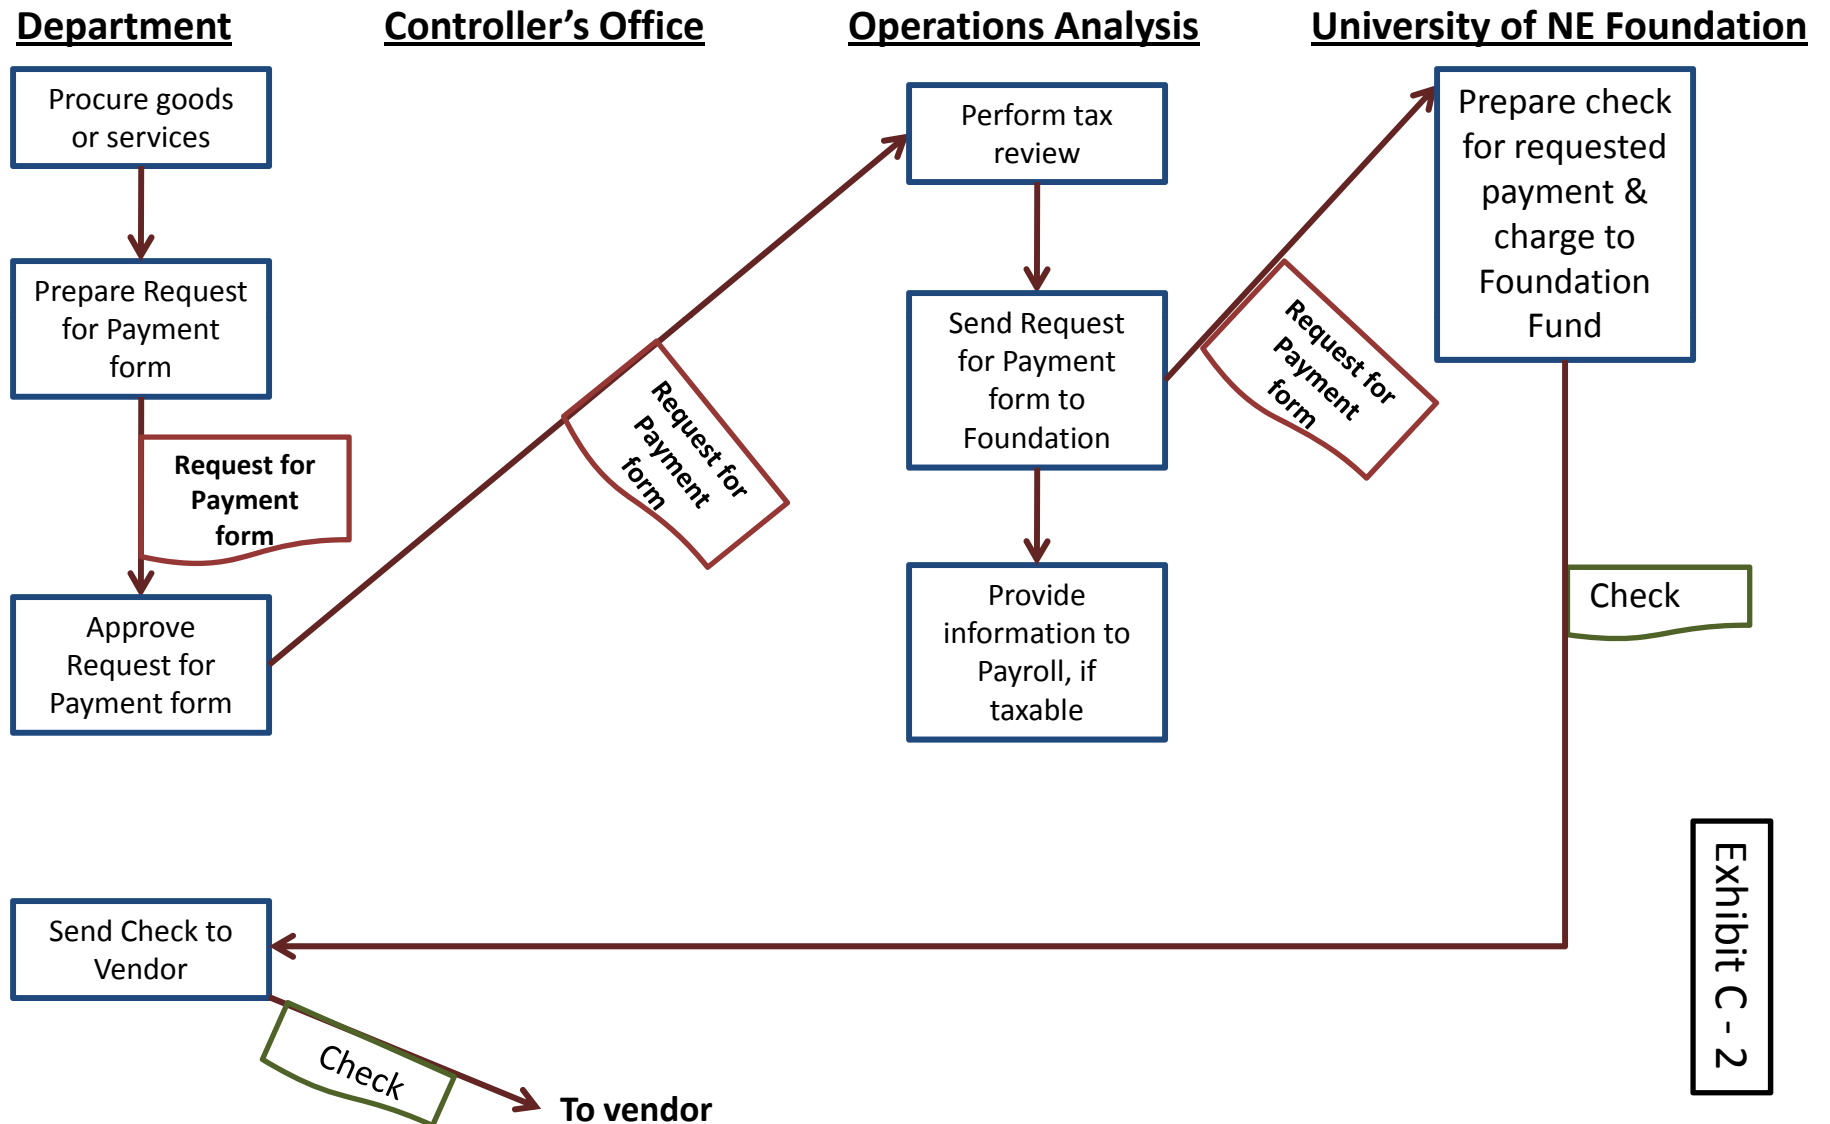 Department
Controller’s Office
Operations Analysis
University of NE Foundation
Procure goods
or services
Prepare Request
for Payment
form
Request for
Payment
form
Approve
Request for
Payment form
Request for
Payment
form
Perform tax
review
Send Request
for Payment
form to
Foundation
Provide
information to
Payroll, if
taxable
Request for
Payment
form
Prepare check
for requested
payment &
charge to
Foundation
Fund
Check
Send Check to
Vendor
Check
To vendor
Exhibit C - 2